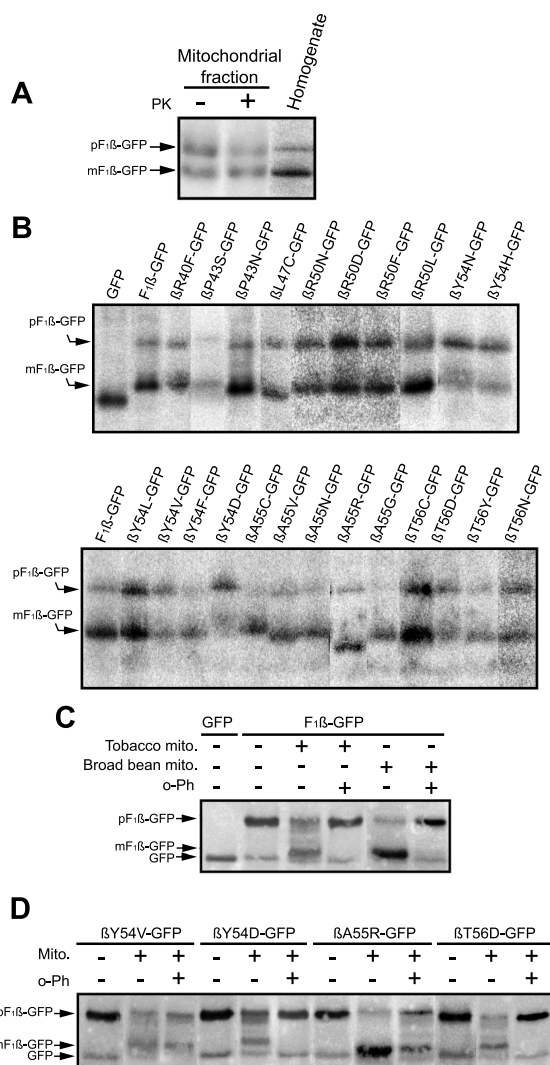 A
Mitochondrial
fraction
Homogenate
PK - +
pF₁ß-GFP
mF₁ß-GFP
B
GFP
F₁ß-GFP
ßR40F-GFP
ßP43S-GFP
ßP43N-GFP
ßL47C-GFP
ßR50N-GFP
ßR50D-GFP
ßR50F-GFP
ßR50L-GFP
ßY54N-GFP
ßY54H-GFP
pF₁ß-GFP
mF₁ß-GFP
F₁ß-GFP
ßY54L-GFP
ßY54V-GFP
ßY54F-GFP
ßY54D-GFP
ßA55C-GFP
ßA55V-GFP
ßA55N-GFP
ßA55R-GFP
ßA55G-GFP
ßT56C-GFP
ßT56D-GFP
ßT56Y-GFP
ßT56N-GFP
pF₁ß-GFP
mF₁ß-GFP
C
GFP F₁ß-GFP
Tobacco mito. - - + + - -
Broad bean mito. - - - - + +
o-Ph - - - + - +
pF₁ß-GFP
mF₁ß-GFP
GFP
D
ßY54V-GFP ßY54D-GFP ßA55R-GFP ßT56D-GFP
Mito. - + + - + + - + + - + +
o-Ph - - + - - + - - + - - +
pF₁ß-GFP
mF₁ß-GFP
GFP